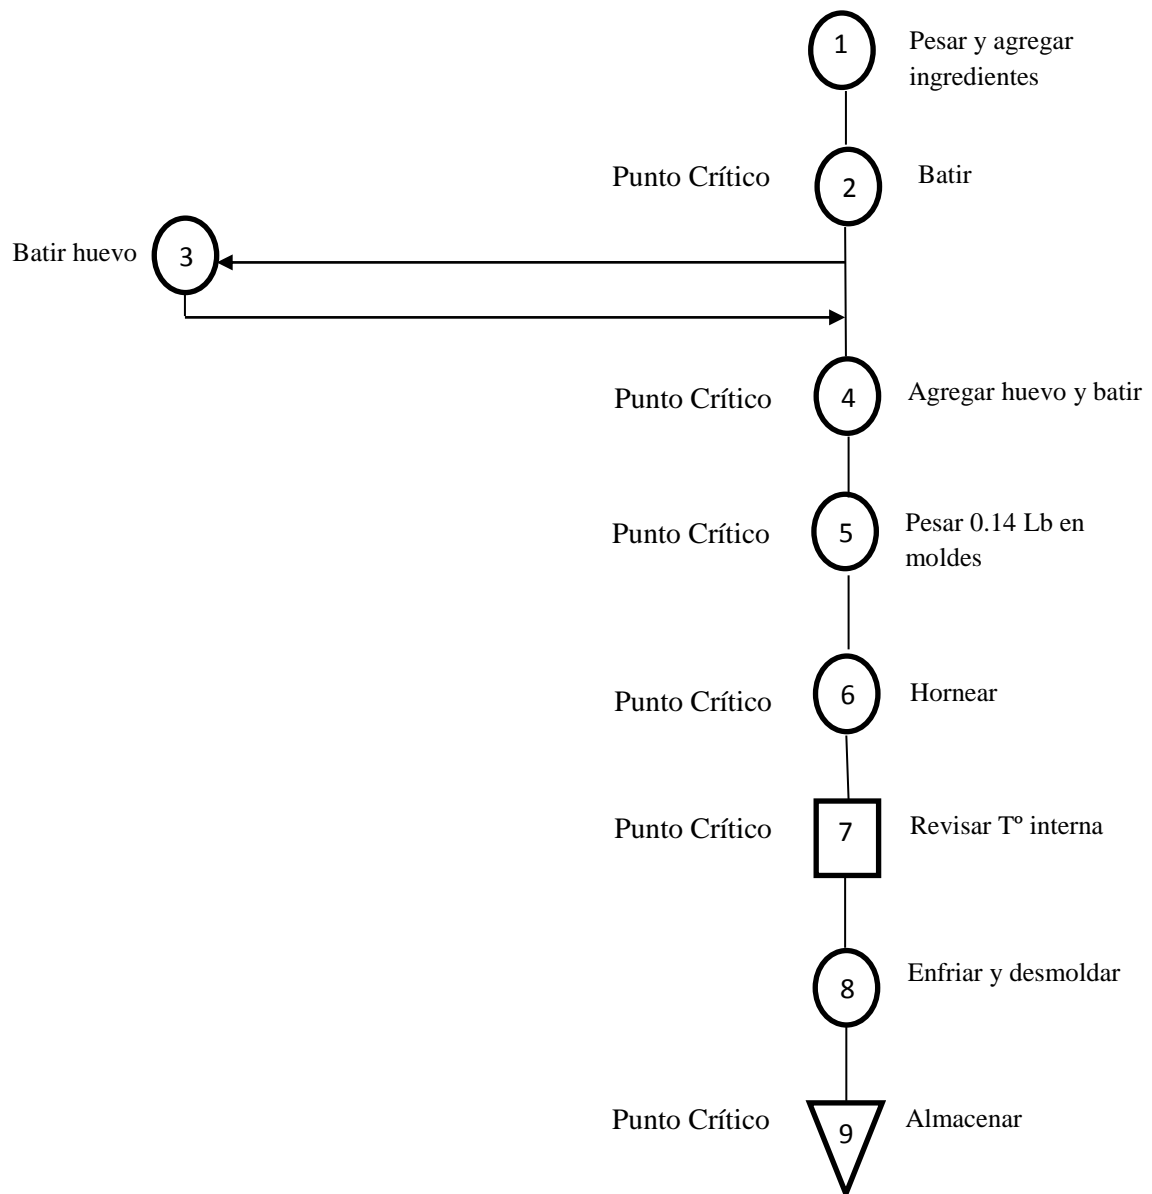 1
Pesar y agregar
ingredientes
Punto Crítico
2
Batir
Batir huevo
3
Punto Crítico
4
Agregar huevo y batir
Punto Crítico
5
Pesar 0.14 Lb en
moldes
Punto Crítico
6
Hornear
Punto Crítico
7
Revisar Tº interna
8
Enfriar y desmoldar
Punto Crítico
9
Almacenar